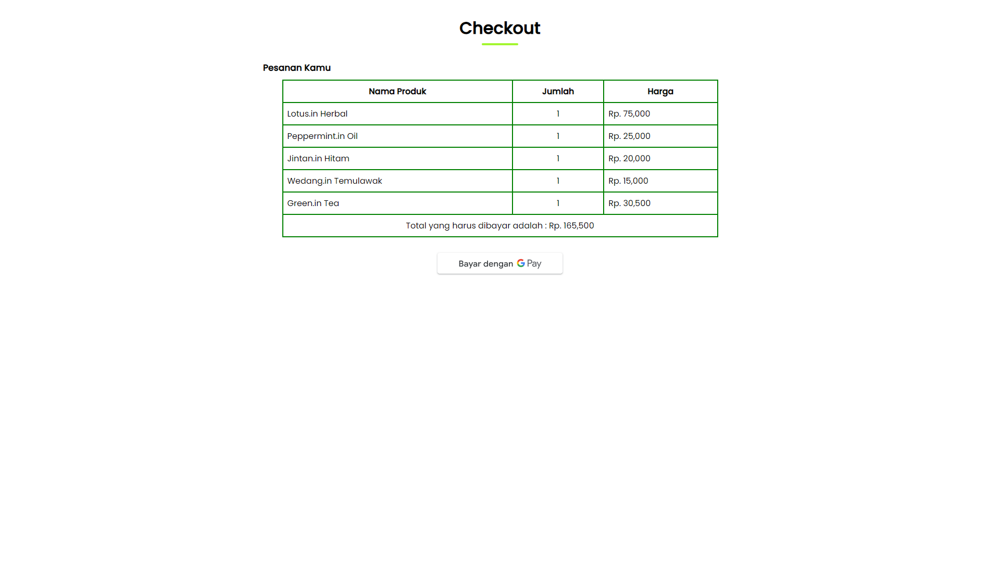 Checkout
Pesanan Kamu
Nama Produk Jumlah Harga
Lotus.in Herbal 1 Rp. 75,000
Peppermint.in Oil 1 Rp. 25,000
Jintan.in Hitam 1 Rp. 20,000
Wedang.in Temulawak 1 Rp. 15,000
Green.in Tea 1 Rp. 30,500
Total yang harus dibayar adalah : Rp. 165,500
Bayar dengan G Pay